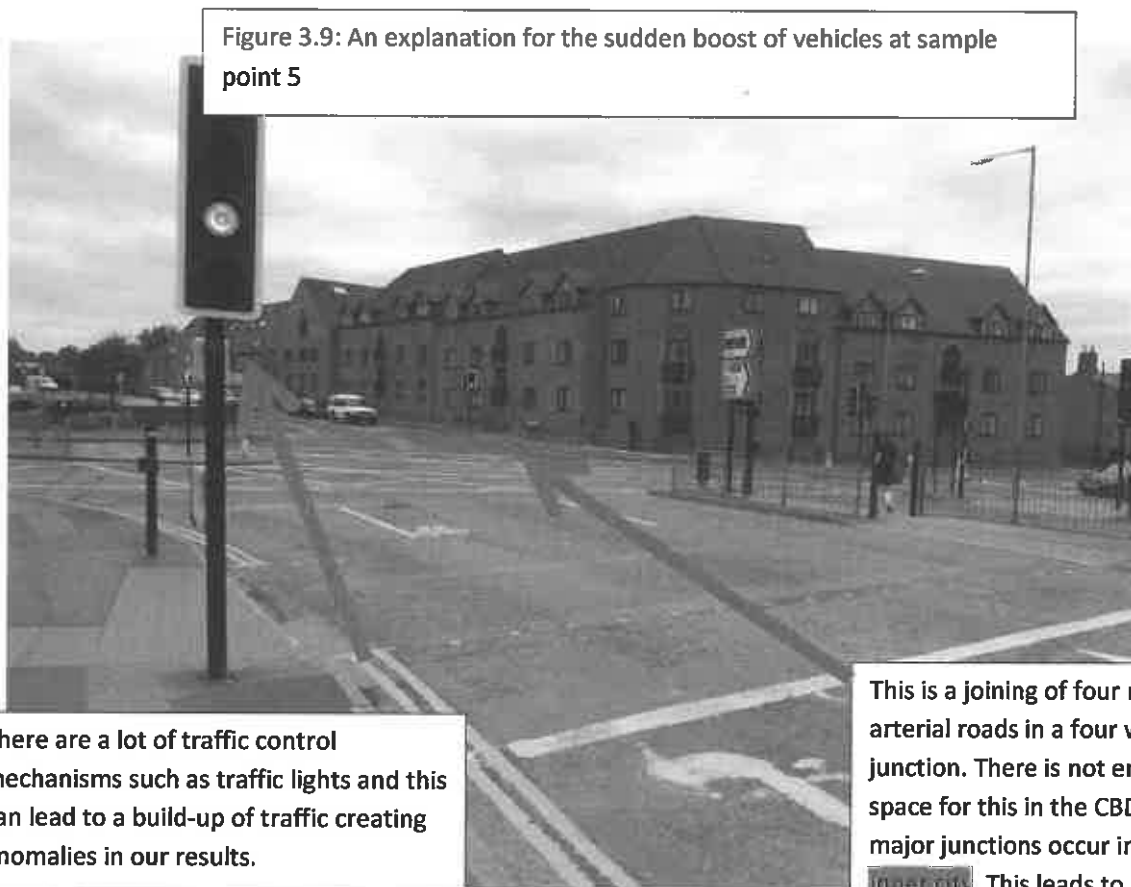 Figure 3.9: An explanation for the sudden boost of vehicles at sample
point 5
here are a lot of traffic control
mechanisms such as traffic lights and this
an lead to a build-up of traffic creating
nomalies in our results.
This is a joining of four
arterial roads in a four
junction. There is not
space for this in the CBD
major junctions occur in
inner city. This leads to